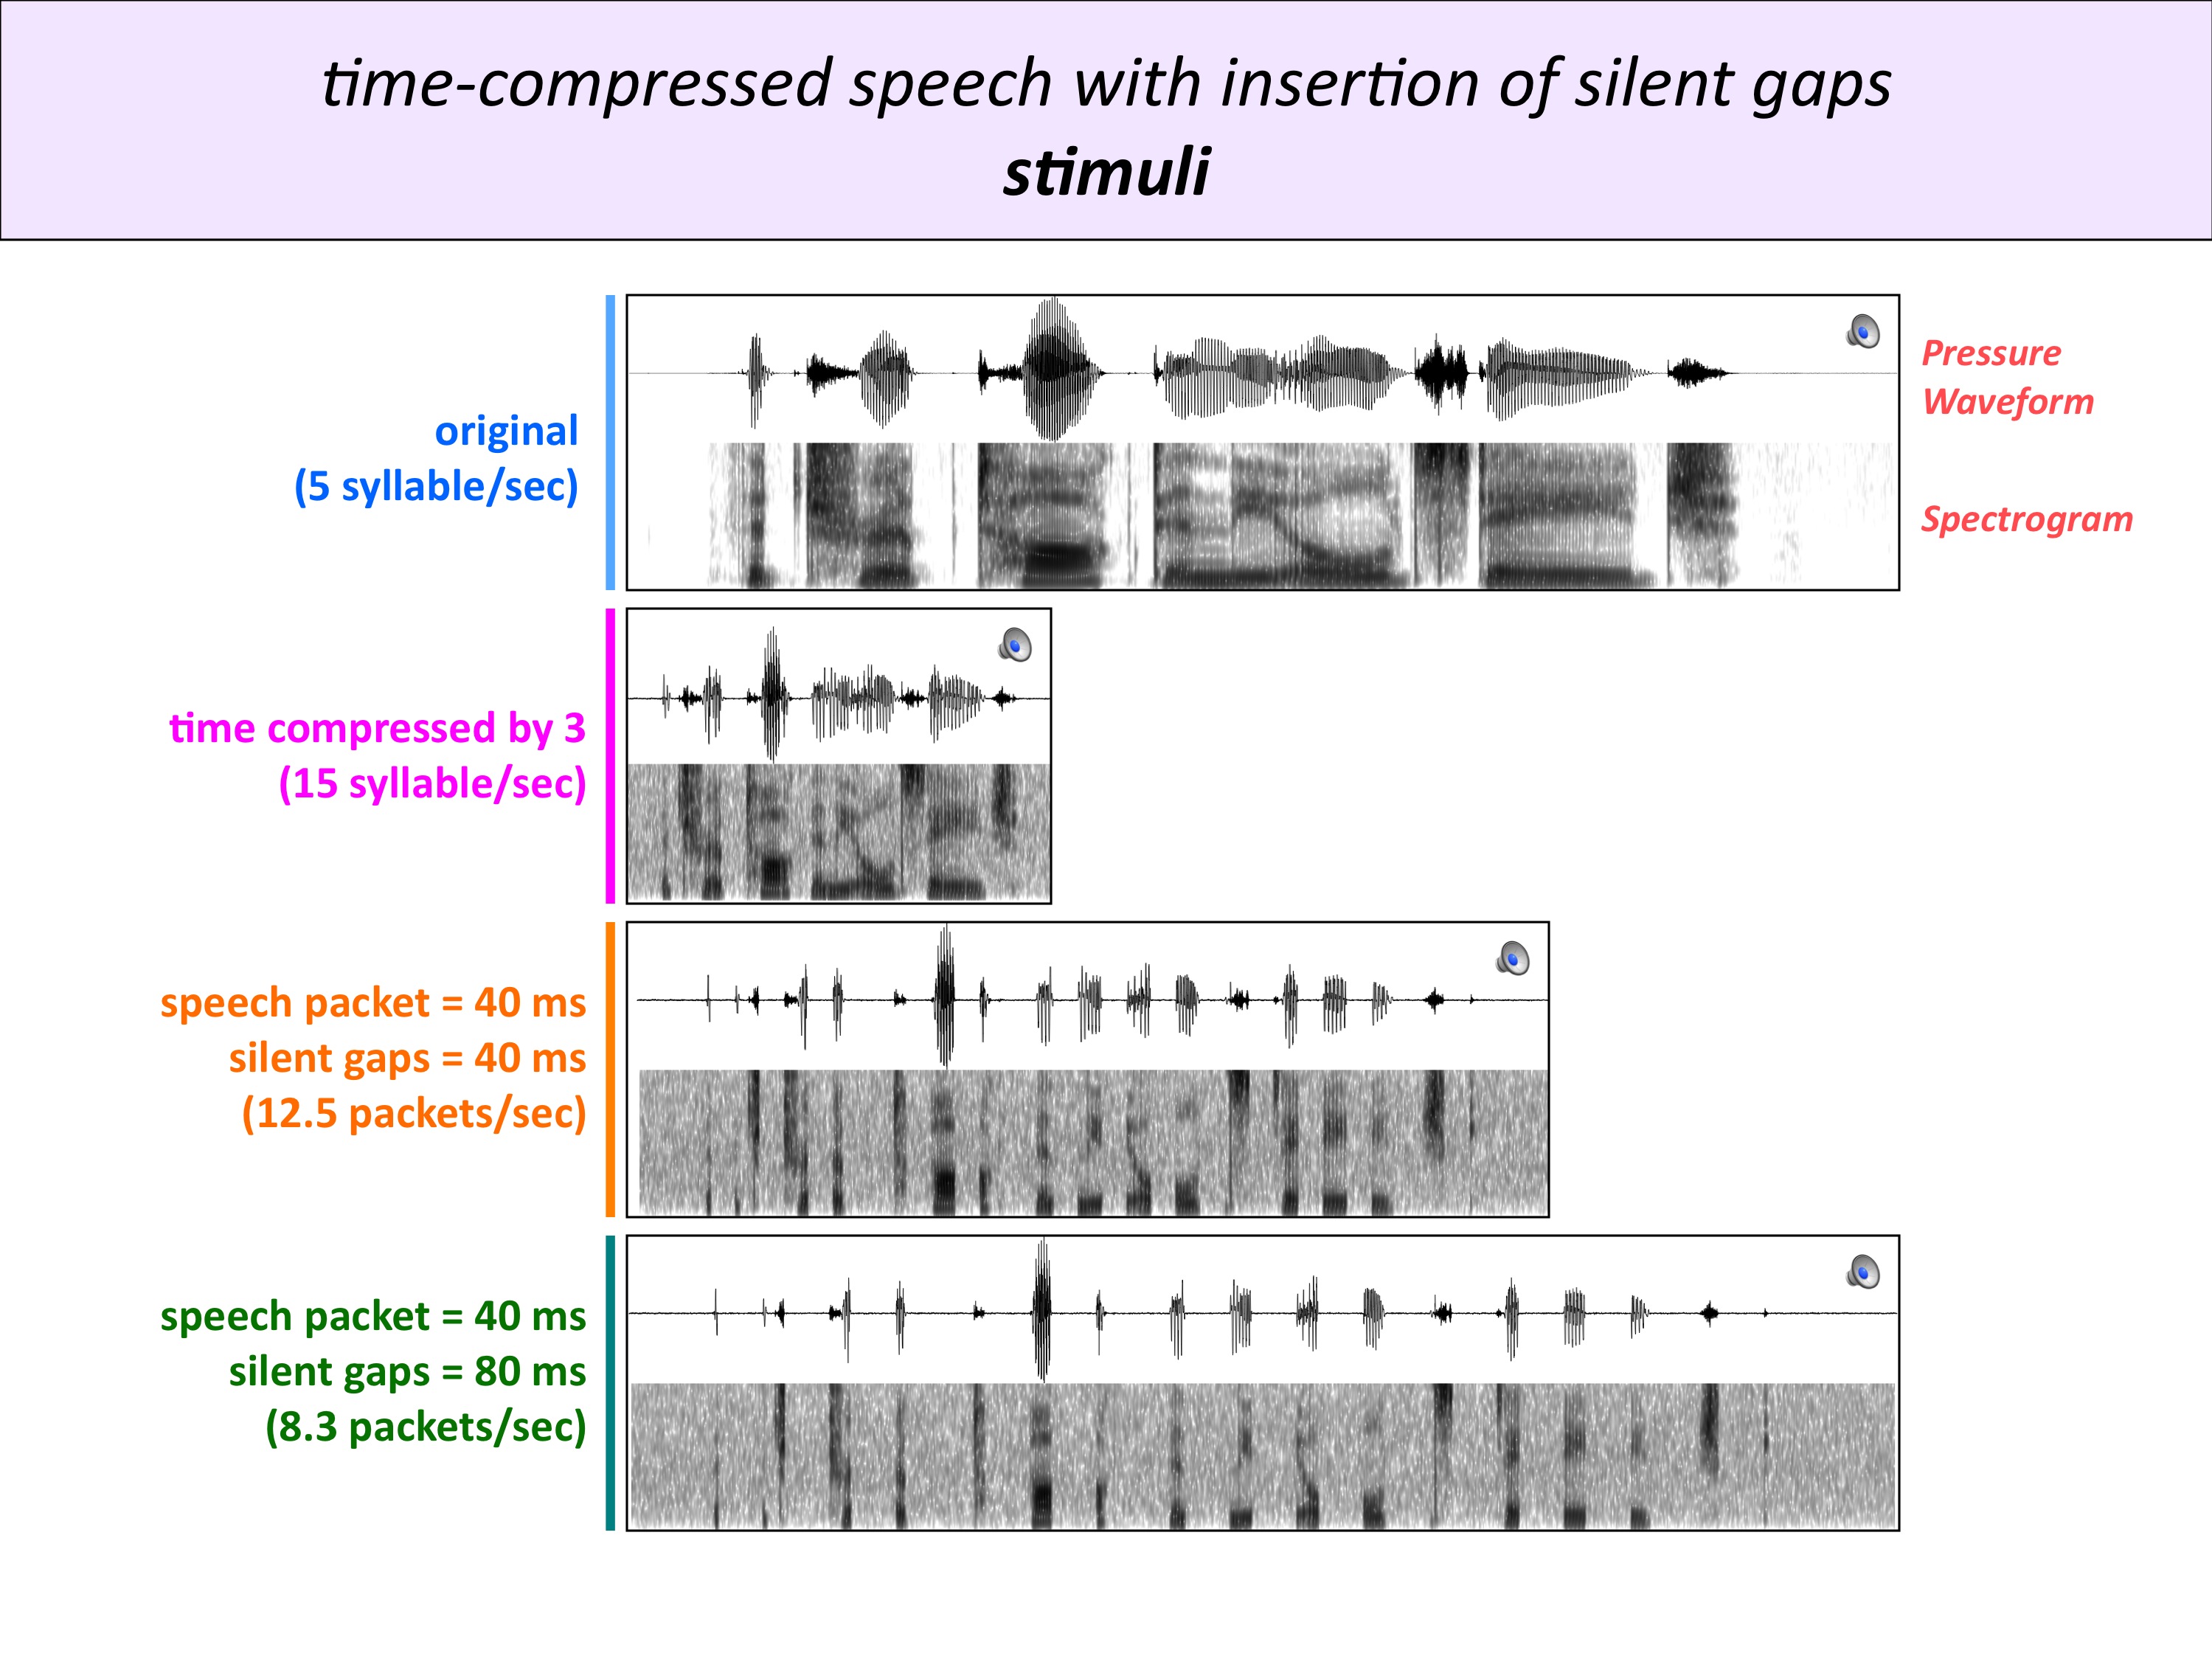 time-compressed speech with insertion of silent gaps
stimuli
original
(5 syllable/sec)
Pressure
Waveform
Spectrogram
time compressed by 3
(15 syllable/sec)
speech packet = 40 ms
silent gaps = 40 ms
(12.5 packets/sec)
speech packet = 40 ms
silent gaps = 80 ms
(8.3 packets/sec)